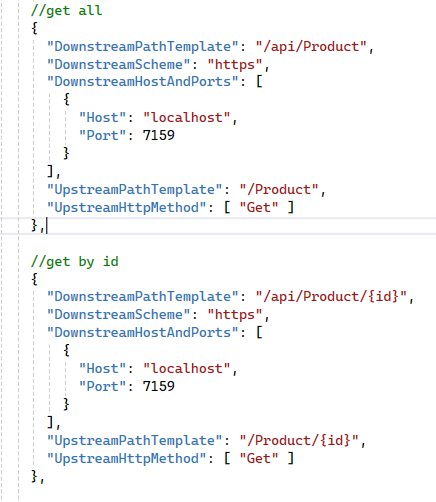 //get all
{
"DownstreamPathTemplate": "/api/Product",
"DownstreamScheme": "https",
"DownstreamHostAndPorts": [
{
"Host": "localhost",
"Port": 7159
}
],
"UpstreamPathTemplate": "/Product",
"UpstreamHttpMethod": [ "Get" ]
},
//get by id
{
"DownstreamPathTemplate": "/api/Product/{id}",
"DownstreamScheme": "https",
"DownstreamHostAndPorts": [
{
"Host": "localhost",
"Port": 7159
}
],
"UpstreamPathTemplate": "/Product/{id}",
"UpstreamHttpMethod": [ "Get" ]
},